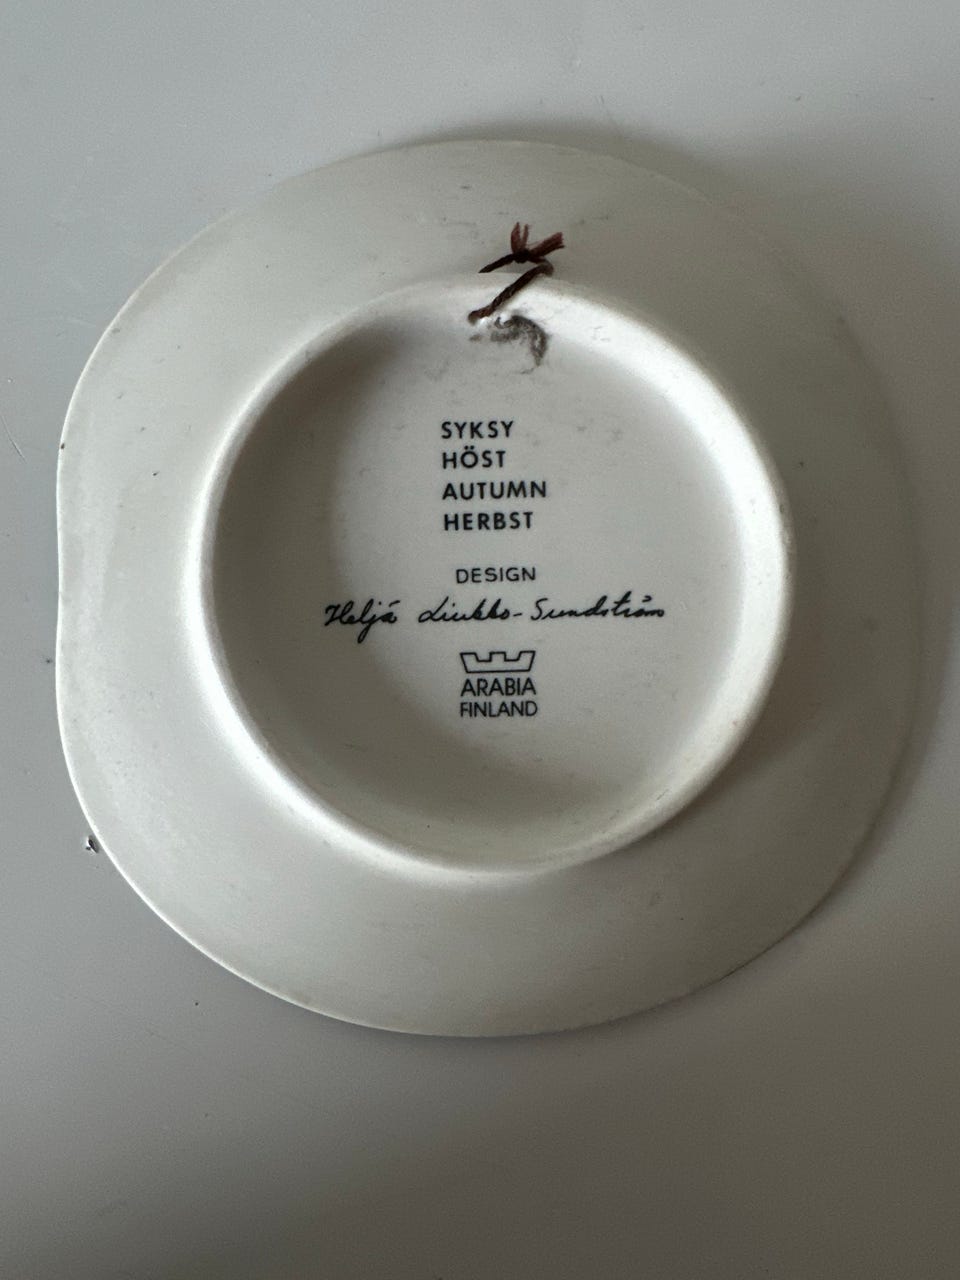 SYKSY
HÖST
AUTUMN
HERBST
DESIGN
Heljä Liukko-Sundström
ARABIA
FINLAND